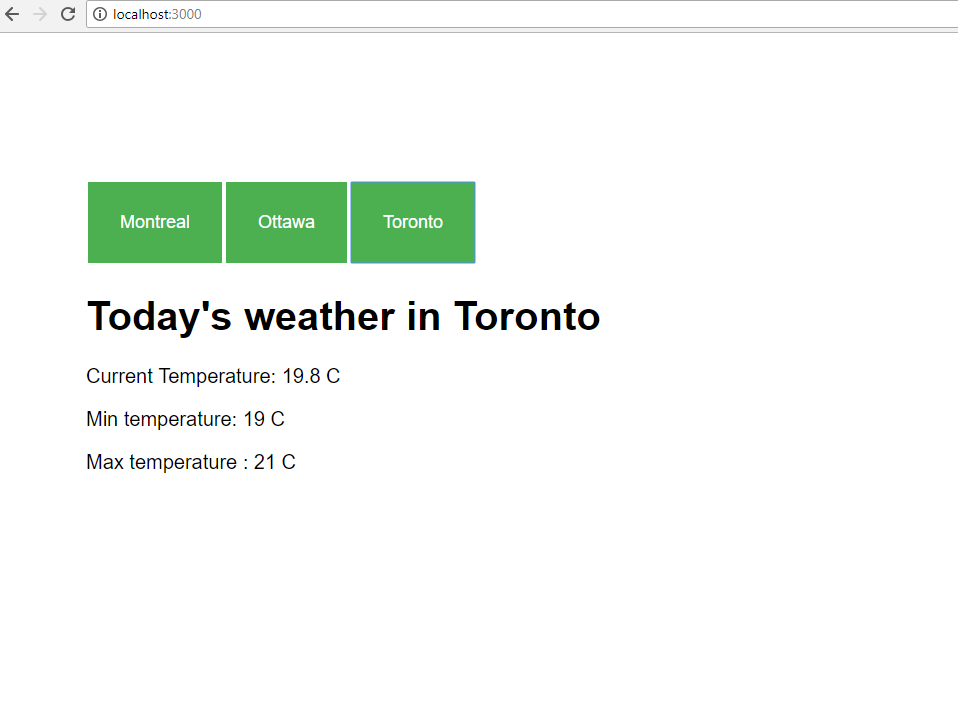 localhost:3000
Montreal Ottawa Toronto
Today's weather in Toronto
Current Temperature: 19.8 C
Min temperature: 19 C
Max temperature : 21 C